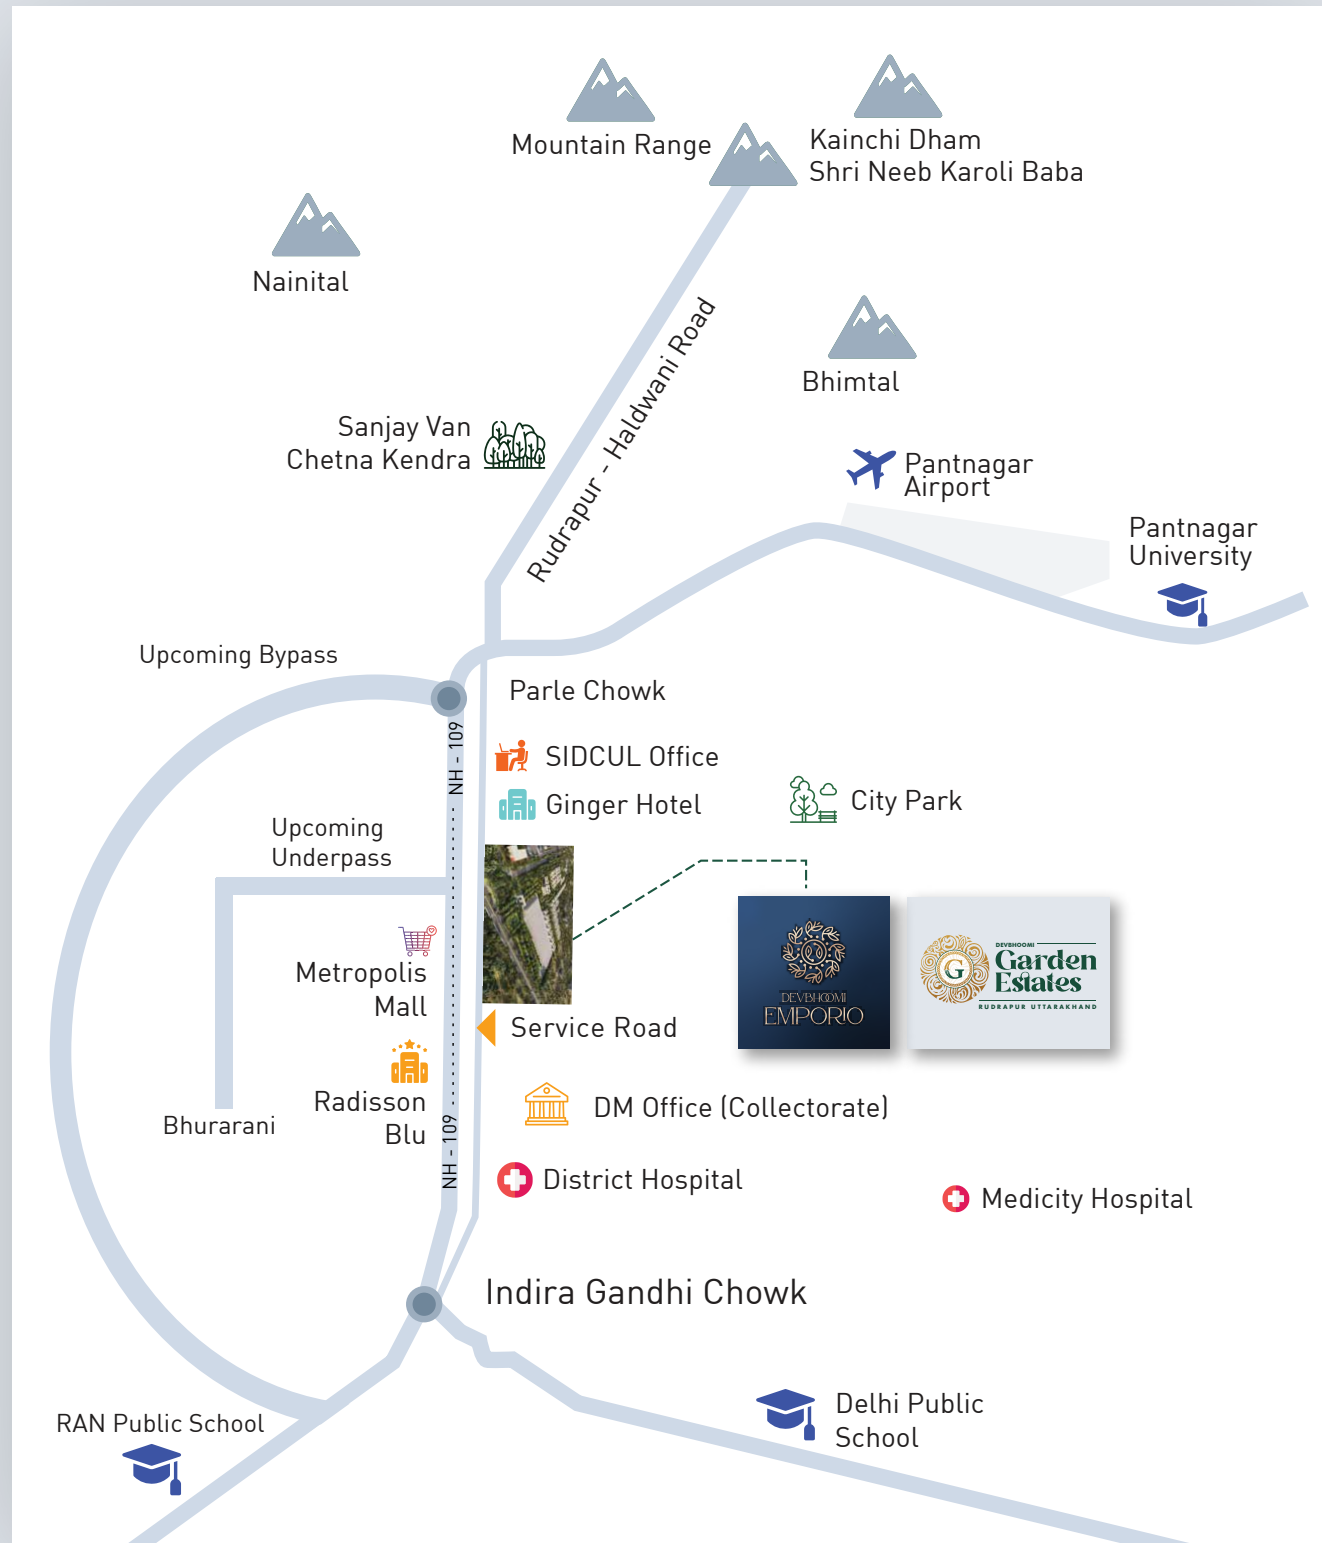 Mountain Range
Kainchi Dham
Shri Neeb Karoli Baba
Nainital
Rudrapur - Haldwani Road
Bhimtal
Sanjay Van
Chetna Kendra
Pantnagar
Airport
Pantnagar
University
Upcoming Bypass
Parle Chowk
NH - 109
SIDCUL Office
Ginger Hotel
City Park
Upcoming
Underpass
DEVBHOOMI
EMPORIO
G
DEVBHOOMI
Garden
Estates
RUDRAPUR UTTARAKHAND
Metropolis
Mall
Service Road
Radisson
Blu
Bhurarani
NH - 109
DM Office (Collectorate)
District Hospital
Medicity Hospital
Indira Gandhi Chowk
RAN Public School
Delhi Public
School